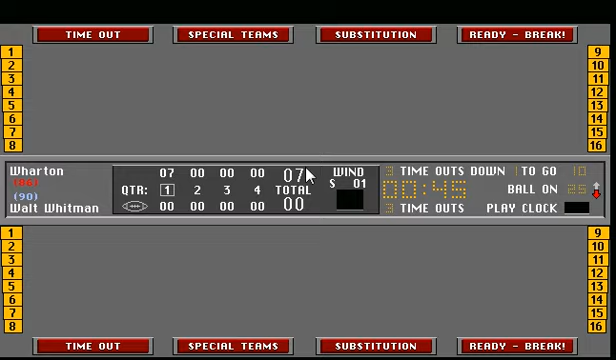 TIME OUT SPECIAL TEAMS SUBSTITUTION READY - BREAK!
1 9
2 10
3 11
4 12
5 13
6 14
7 15
8 16
Wharton 07 00 00 00 07 WIND 3 TIME OUTS DOWN 1 TO GO 10
(86) S 01
(90) QTR: 1 2 3 4 TOTAL 00:45 BALL ON 25
Walt Whitman 00 00 00 00 00 3 TIME OUTS PLAY CLOCK
1 9
2 10
3 11
4 12
5 13
6 14
7 15
8 16
TIME OUT SPECIAL TEAMS SUBSTITUTION READY - BREAK!